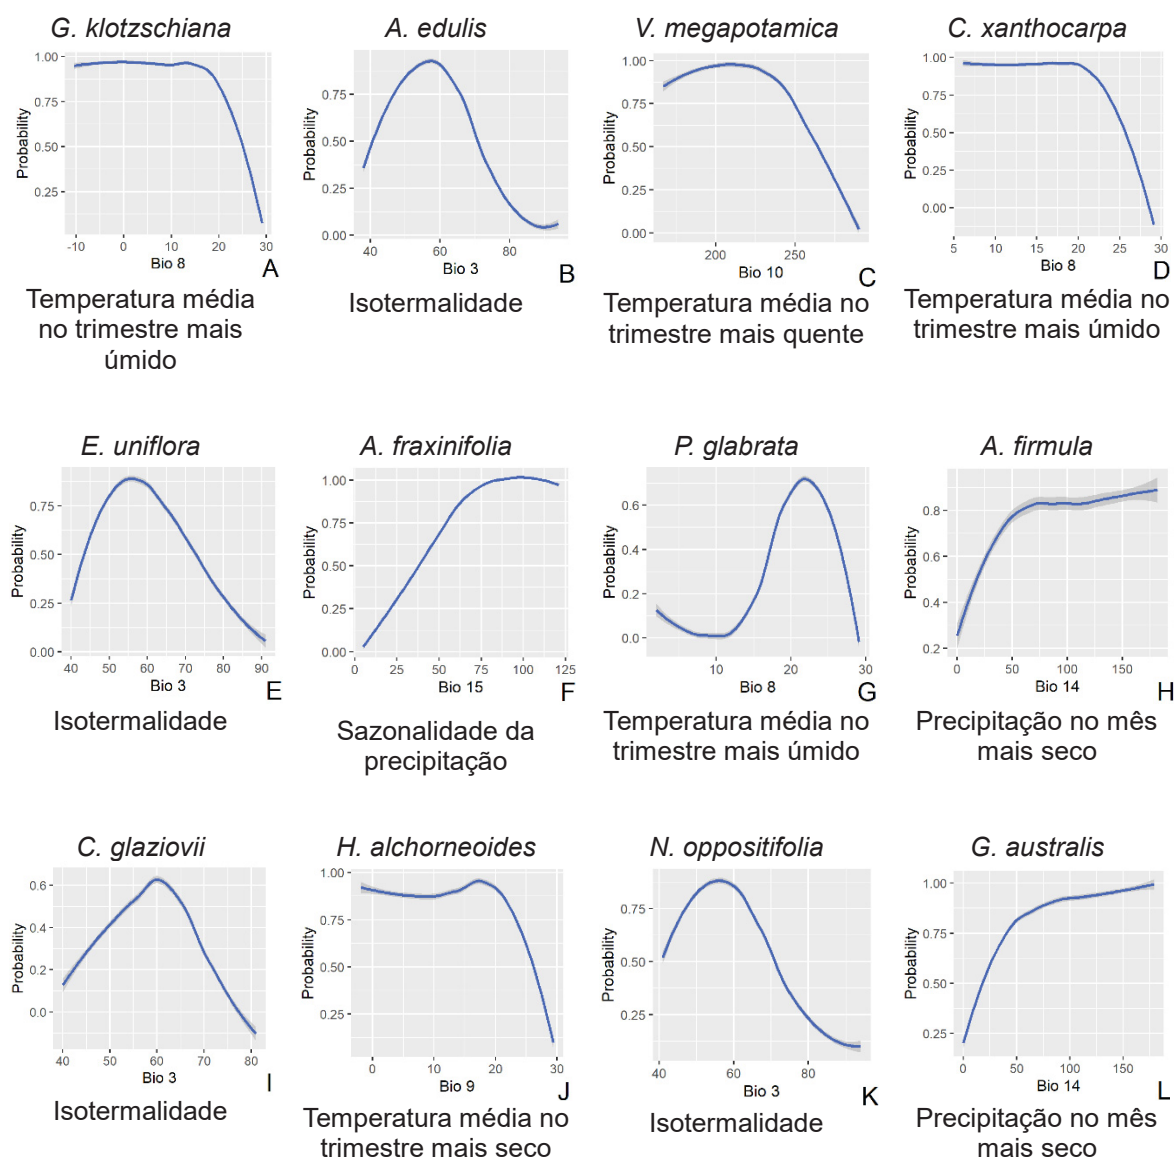 G. klotzschiana
A. edulis
V. megapotamica
C. xanthocarpa
Probability
1.00
0.75
0.50
0.25
-10 0 10 20 30
Bio 8
A
Temperatura média
no trimestre mais
úmido
Probability
1.00
0.75
0.50
0.25
0.00
40 60 80
Bio 3
B
Isotermalidade
Probability
1.00
0.75
0.50
0.25
0.00
200 250
Bio 10
C
Temperatura média no
trimestre mais quente
Probability
1.00
0.75
0.50
0.25
0.00
5 10 15 20 25 30
Bio 8
D
Temperatura média no
trimestre mais úmido
E. uniflora
A. fraxinifolia
P. glabrata
A. firmula
Probability
0.75
0.50
0.25
0.00
40 50 60 70 80 90
Bio 3
E
Isotermalidade
Probability
1.00
0.75
0.50
0.25
0.00
0 25 50 75 100 125
Bio 15
F
Sazonalidade da
precipitação
Probability
0.6
0.4
0.2
0.0
10 20 30
Bio 8
G
Temperatura média no
trimestre mais úmido
Probability
0.8
0.6
0.4
0.2
0 50 100 150
Bio 14
H
Precipitação no mês
mais seco
C. glaziovii
H. alchorneoides
N. oppositifolia
G. australis
Probability
0.6
0.4
0.2
0.0
40 50 60 70 80
Bio 3
I
Isotermalidade
Probability
1.00
0.75
0.50
0.25
0 10 20 30
Bio 9
J
Temperatura média no
trimestre mais seco
Probability
0.75
0.50
0.25
40 60 80
Bio 3
K
Isotermalidade
Probability
1.00
0.75
0.50
0.25
0 50 100 150
Bio 14
L
Precipitação no mês
mais seco